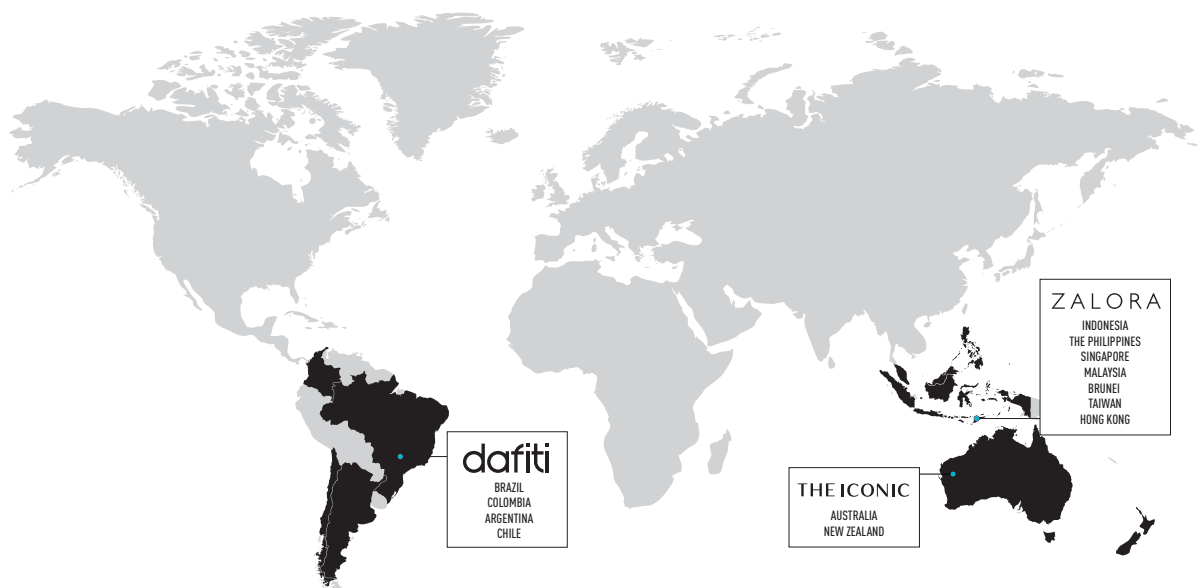 dafiti
BRAZIL
COLOMBIA
ARGENTINA
CHILE
THE ICONIC
AUSTRALIA
NEW ZEALAND
ZALORA
INDONESIA
THE PHILIPPINES
SINGAPORE
MALAYSIA
BRUNEI
TAIWAN
HONG KONG